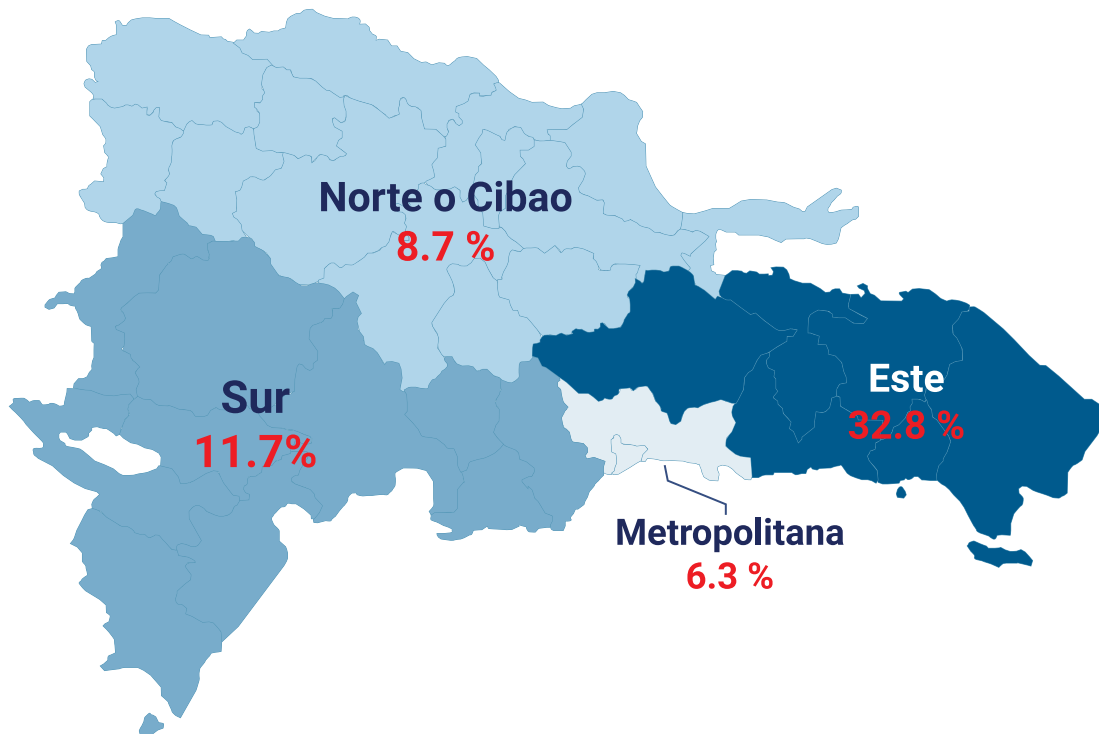 Norte o Cibao
8.7 %
Sur
11.7%
Este
32.8 %
Metropolitana
6.3 %